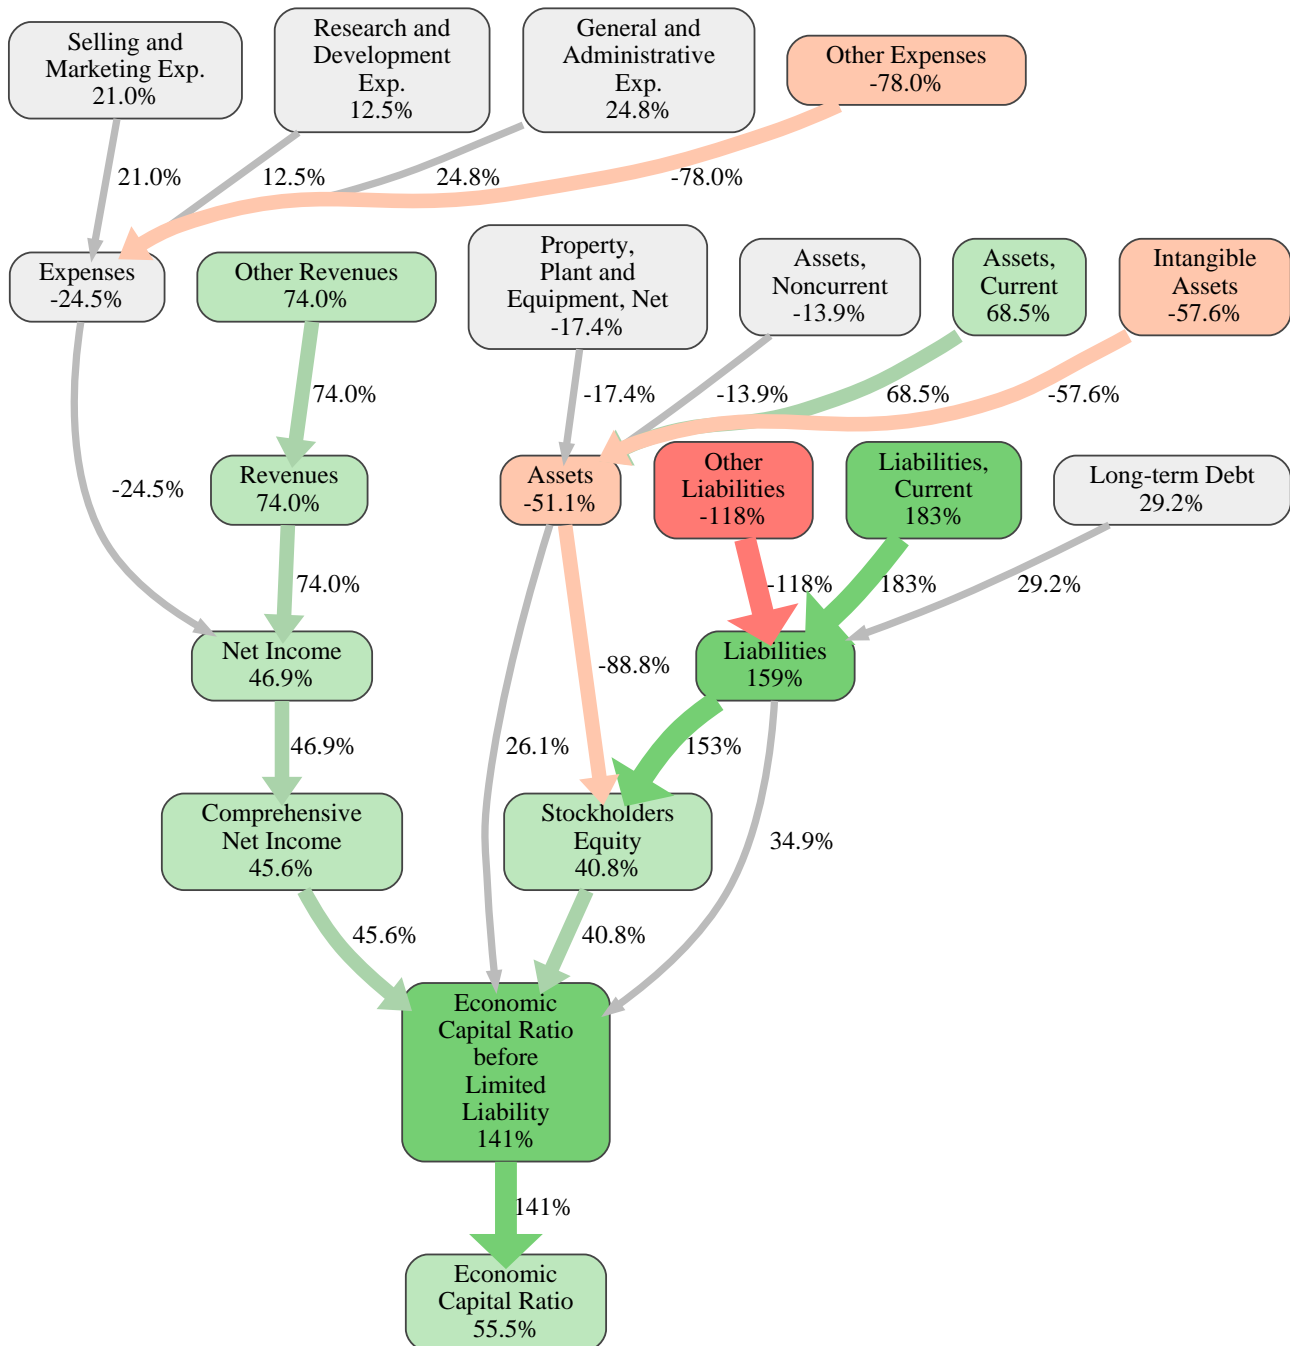 Selling and
Marketing Exp.
21.0%
Research and
Development
Exp.
12.5%
General and
Administrative
Exp.
24.8%
Other Expenses
-78.0%
21.0%
12.5%
24.8%
-78.0%
Expenses
-24.5%
Other Revenues
74.0%
Property,
Plant and
Equipment, Net
-17.4%
Assets,
Noncurrent
-13.9%
Assets,
Current
68.5%
Intangible
Assets
-57.6%
74.0%
-17.4%
-13.9%
68.5%
-57.6%
-24.5%
Revenues
74.0%
Assets
-51.1%
Other
Liabilities
-118%
Liabilities,
Current
183%
Long-term Debt
29.2%
74.0%
-118%
183%
29.2%
Net Income
46.9%
-88.8%
Liabilities
159%
46.9%
26.1%
153%
34.9%
Comprehensive
Net Income
45.6%
Stockholders
Equity
40.8%
45.6%
40.8%
Economic
Capital Ratio
before
Limited
Liability
141%
141%
Economic
Capital Ratio
55.5%